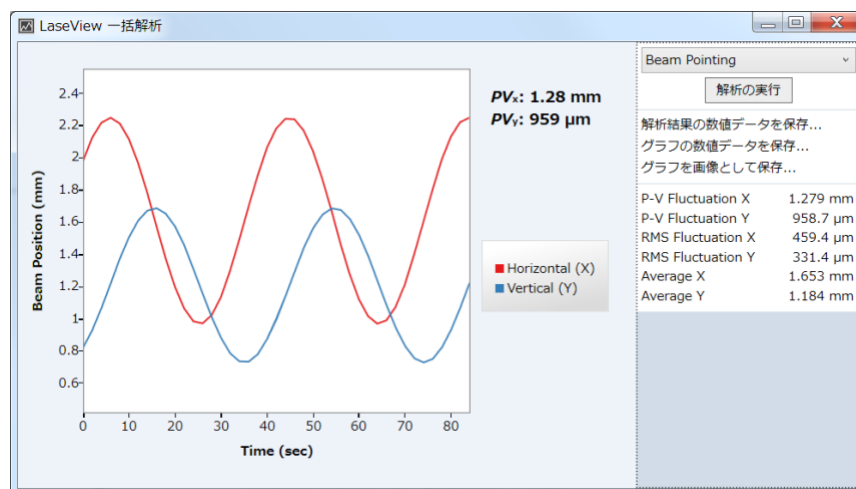 LaseView 一括解析
Beam Pointing
解析の実行
解析結果の数値データを保存...
グラフの数値データを保存...
グラフを画像として保存...
P-V Fluctuation X 1.279 mm
P-V Fluctuation Y 958.7 μm
RMS Fluctuation X 459.4 μm
RMS Fluctuation Y 331.4 μm
Average X 1.653 mm
Average Y 1.184 mm
PVx: 1.28 mm
PVy: 959 μm
Horizontal (X)
Vertical (Y)
Beam Position (mm)
2.4
2.2
2
1.8
1.6
1.4
1.2
1
0.8
0.6
0 10 20 30 40 50 60 70 80
Time (sec)